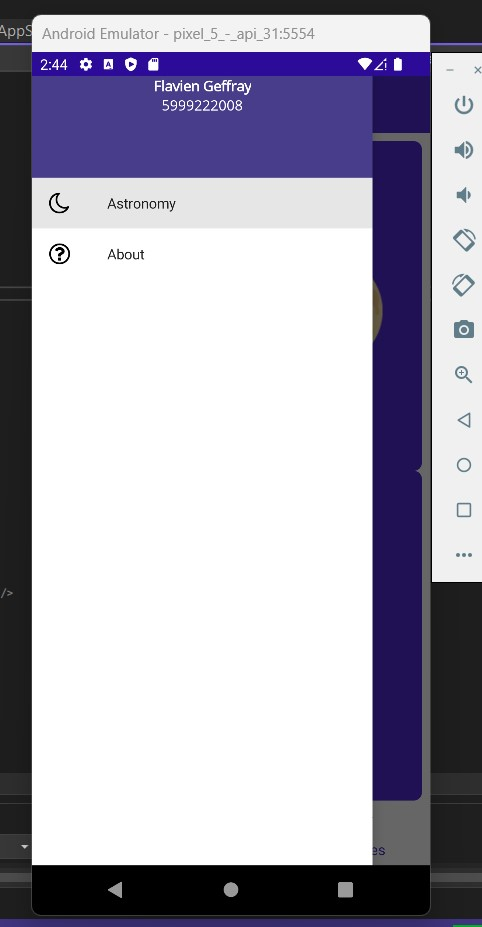 AppS
Android Emulator - pixel_5_-_api_31:5554
2:44
Flavien Geffray
5999222008
Astronomy
About
/>
es